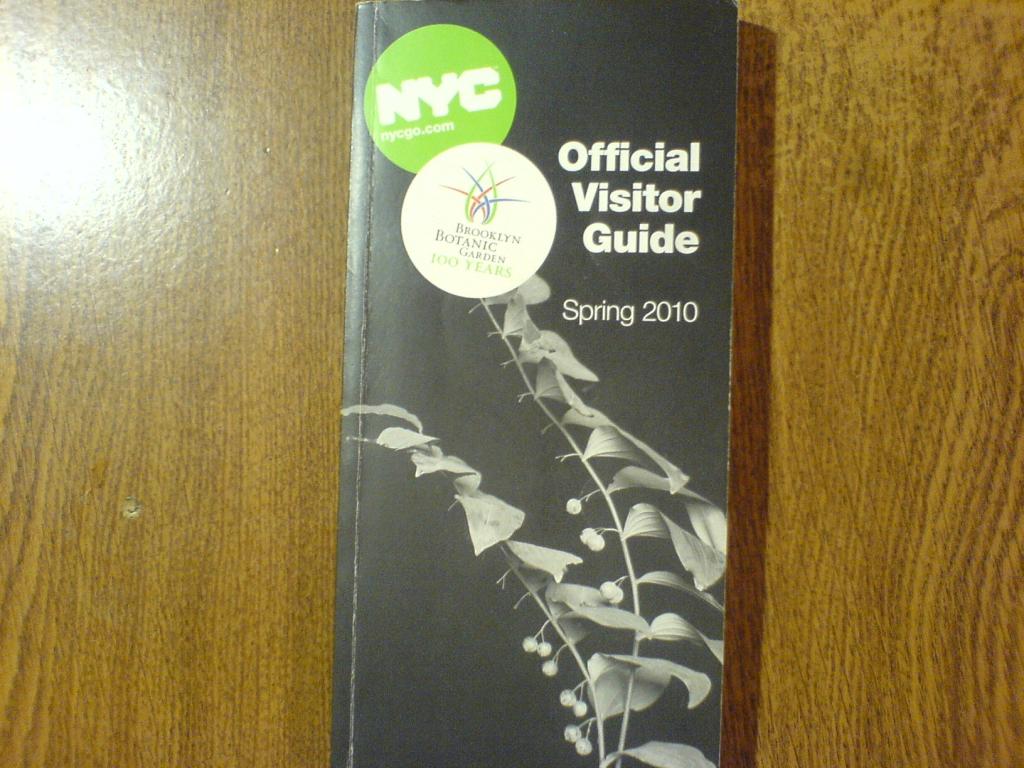 NYC
nycgo.com
Official
Visitor
Guide
Brooklyn
Botanic
Garden
100 Years
Spring 2010